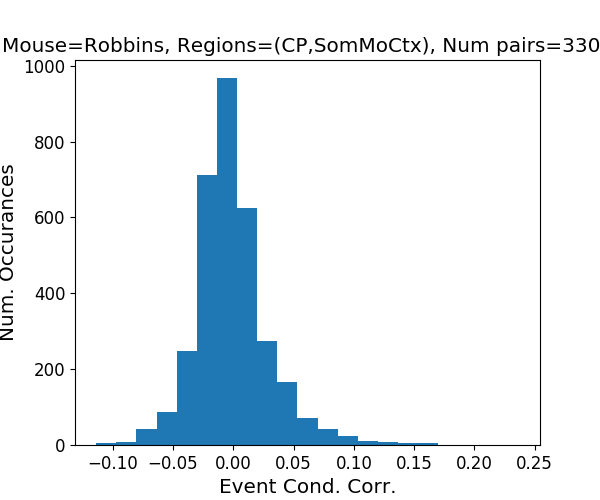 Mouse=Robbins, Regions=(CP,SomMoCtx), Num pairs=330
1000
800
600
400
200
0
Num. Occurances
−0.10 −0.05 0.00 0.05 0.10 0.15 0.20 0.25
Event Cond. Corr.